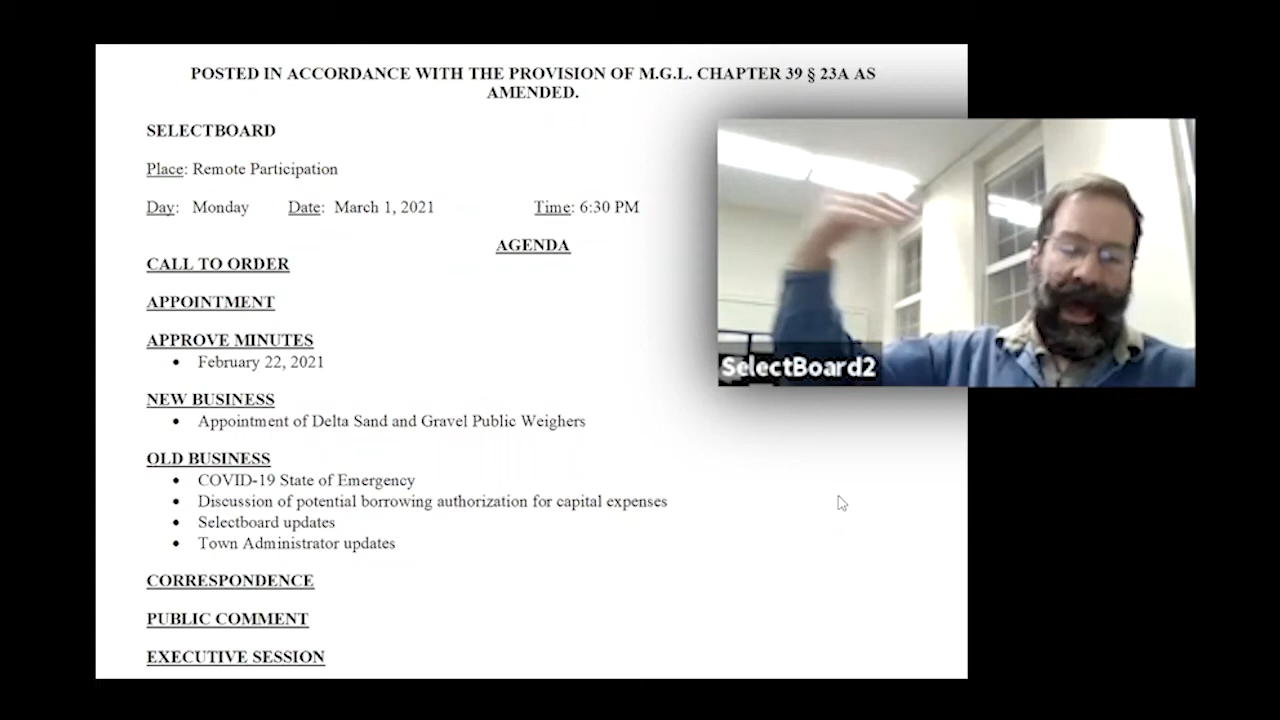 POSTED IN ACCORDANCE WITH THE PROVISION OF M.G.L. CHAPTER 39 § 23A AS
AMENDED.
SELECTBOARD
Place: Remote Participation
Day: Monday Date: March 1, 2021 Time: 6:30 PM
AGENDA
CALL TO ORDER
APPOINTMENT
APPROVE MINUTES
• February 22, 2021
NEW BUSINESS
• Appointment of Delta Sand and Gravel Public Weighers
OLD BUSINESS
• COVID-19 State of Emergency
• Discussion of potential borrowing authorization for capital expenses
• Selectboard updates
• Town Administrator updates
CORRESPONDENCE
PUBLIC COMMENT
EXECUTIVE SESSION
SelectBoard2